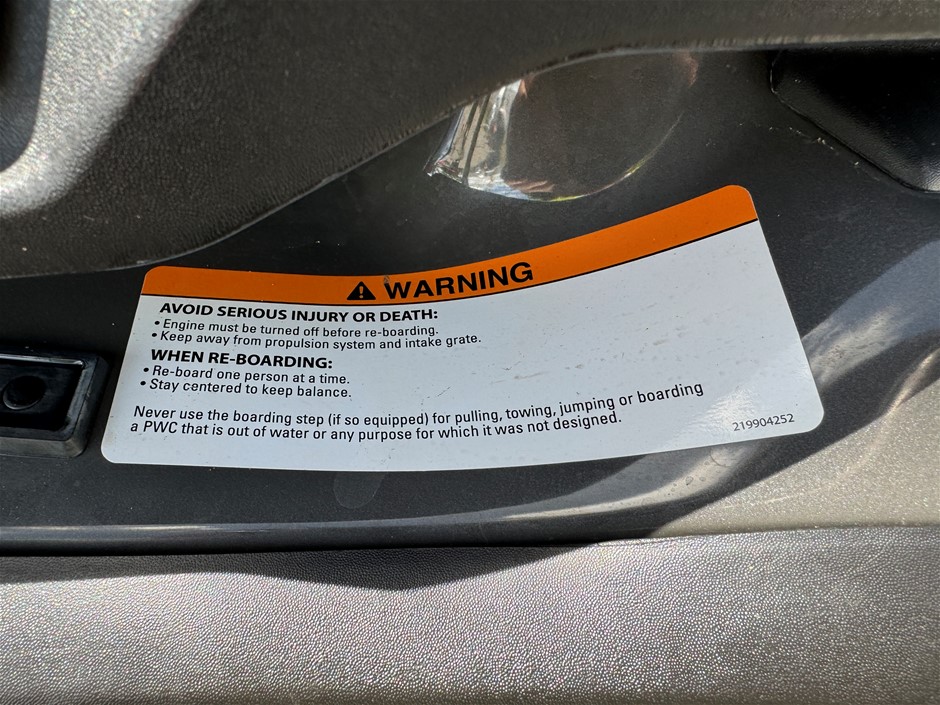 WARNING
AVOID SERIOUS INJURY OR DEATH:
• Engine must be turned off before re-boarding.
• Keep away from propulsion system and intake grate.
WHEN RE-BOARDING:
• Re-board one person at a time.
• Stay centered to keep balance.
Never use the boarding step (if so equipped) for pulling, towing, jumping or boarding
a PWC that is out of water or any purpose for which it was not designed.
219904252